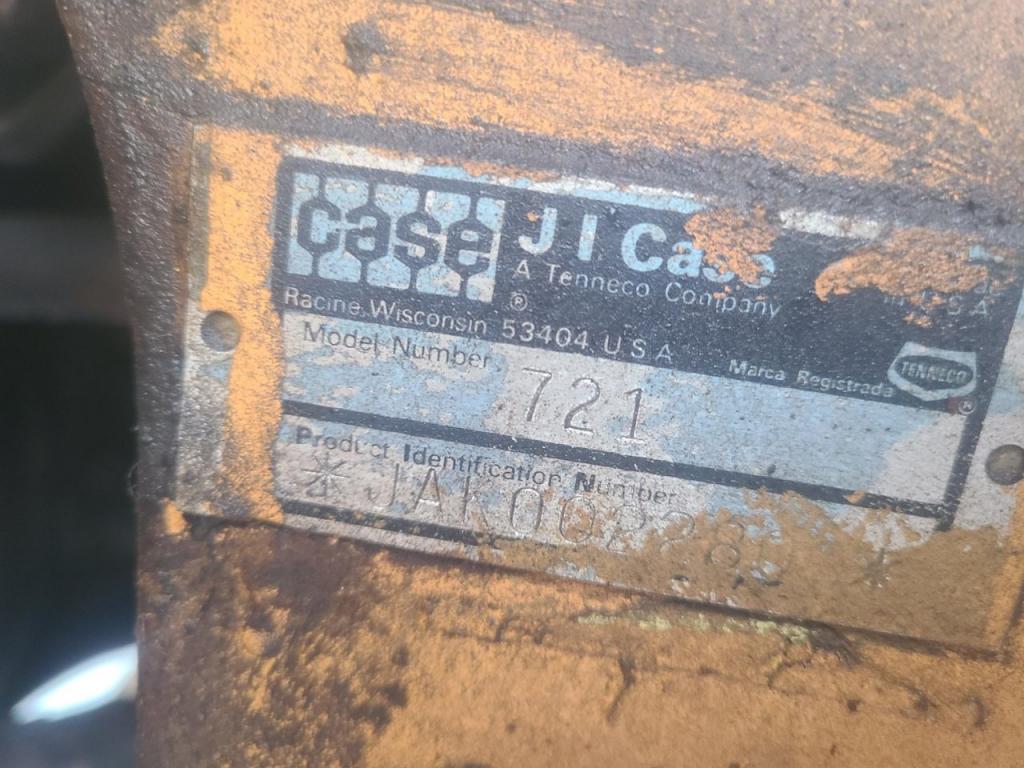 case
J I Case
A Tenneco Company
®
Racine, Wisconsin 53404 U S A
Marca Registrada
TENNECO
®
Model Number
721
Product Identification Number